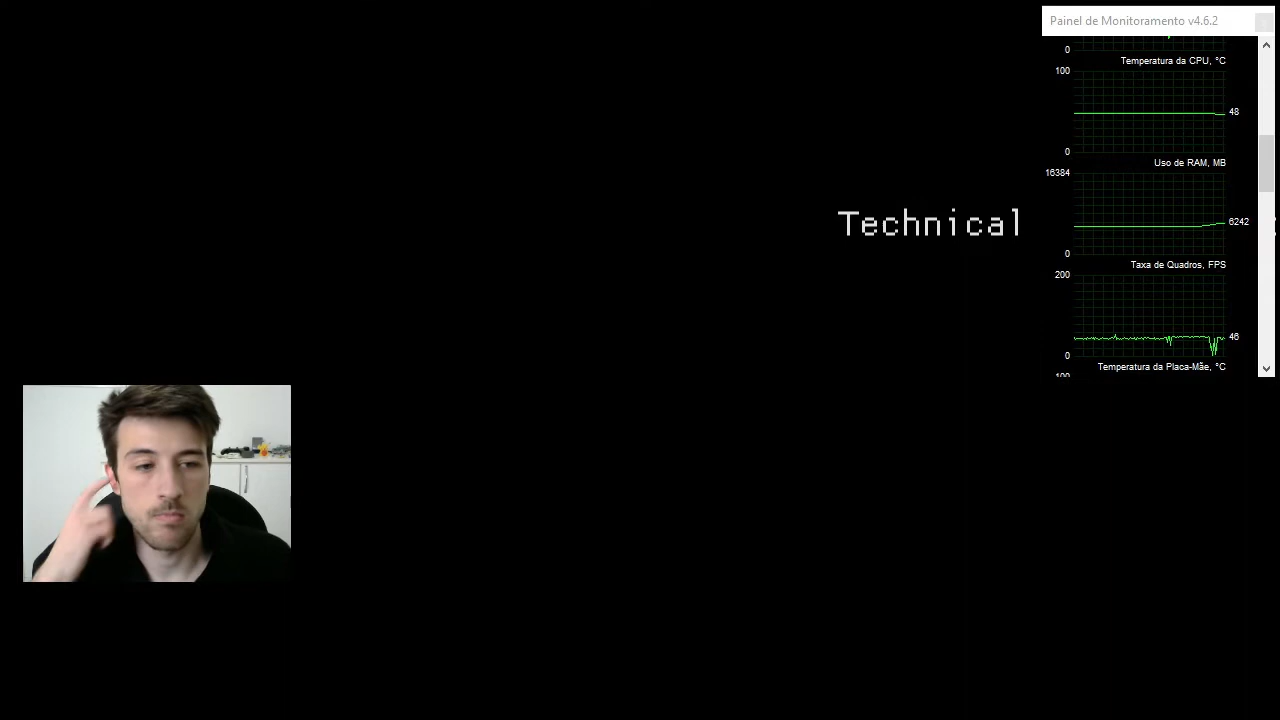 Painel de Monitoramento v4.6.2
0
Temperatura da CPU, °C
100
48
0
Uso de RAM, MB
16384
Technical
6242
0
Taxa de Quadros, FPS
200
46
0
Temperatura da Placa-Mãe, °C
100